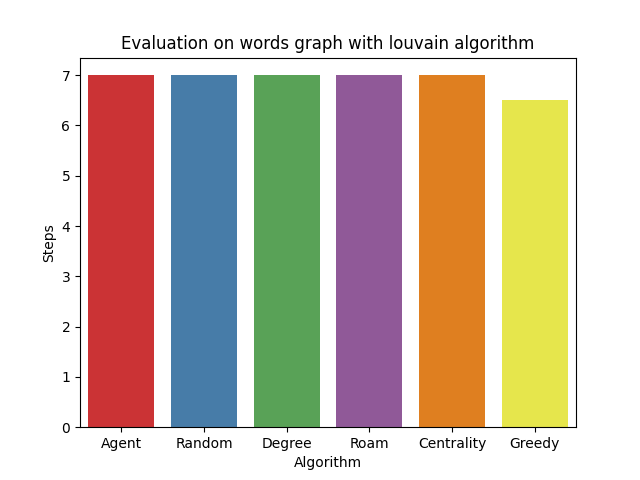 Evaluation on words graph with louvain algorithm
7
6
5
4
3
2
1
0
Steps
Agent Random Degree Roam Centrality Greedy
Algorithm